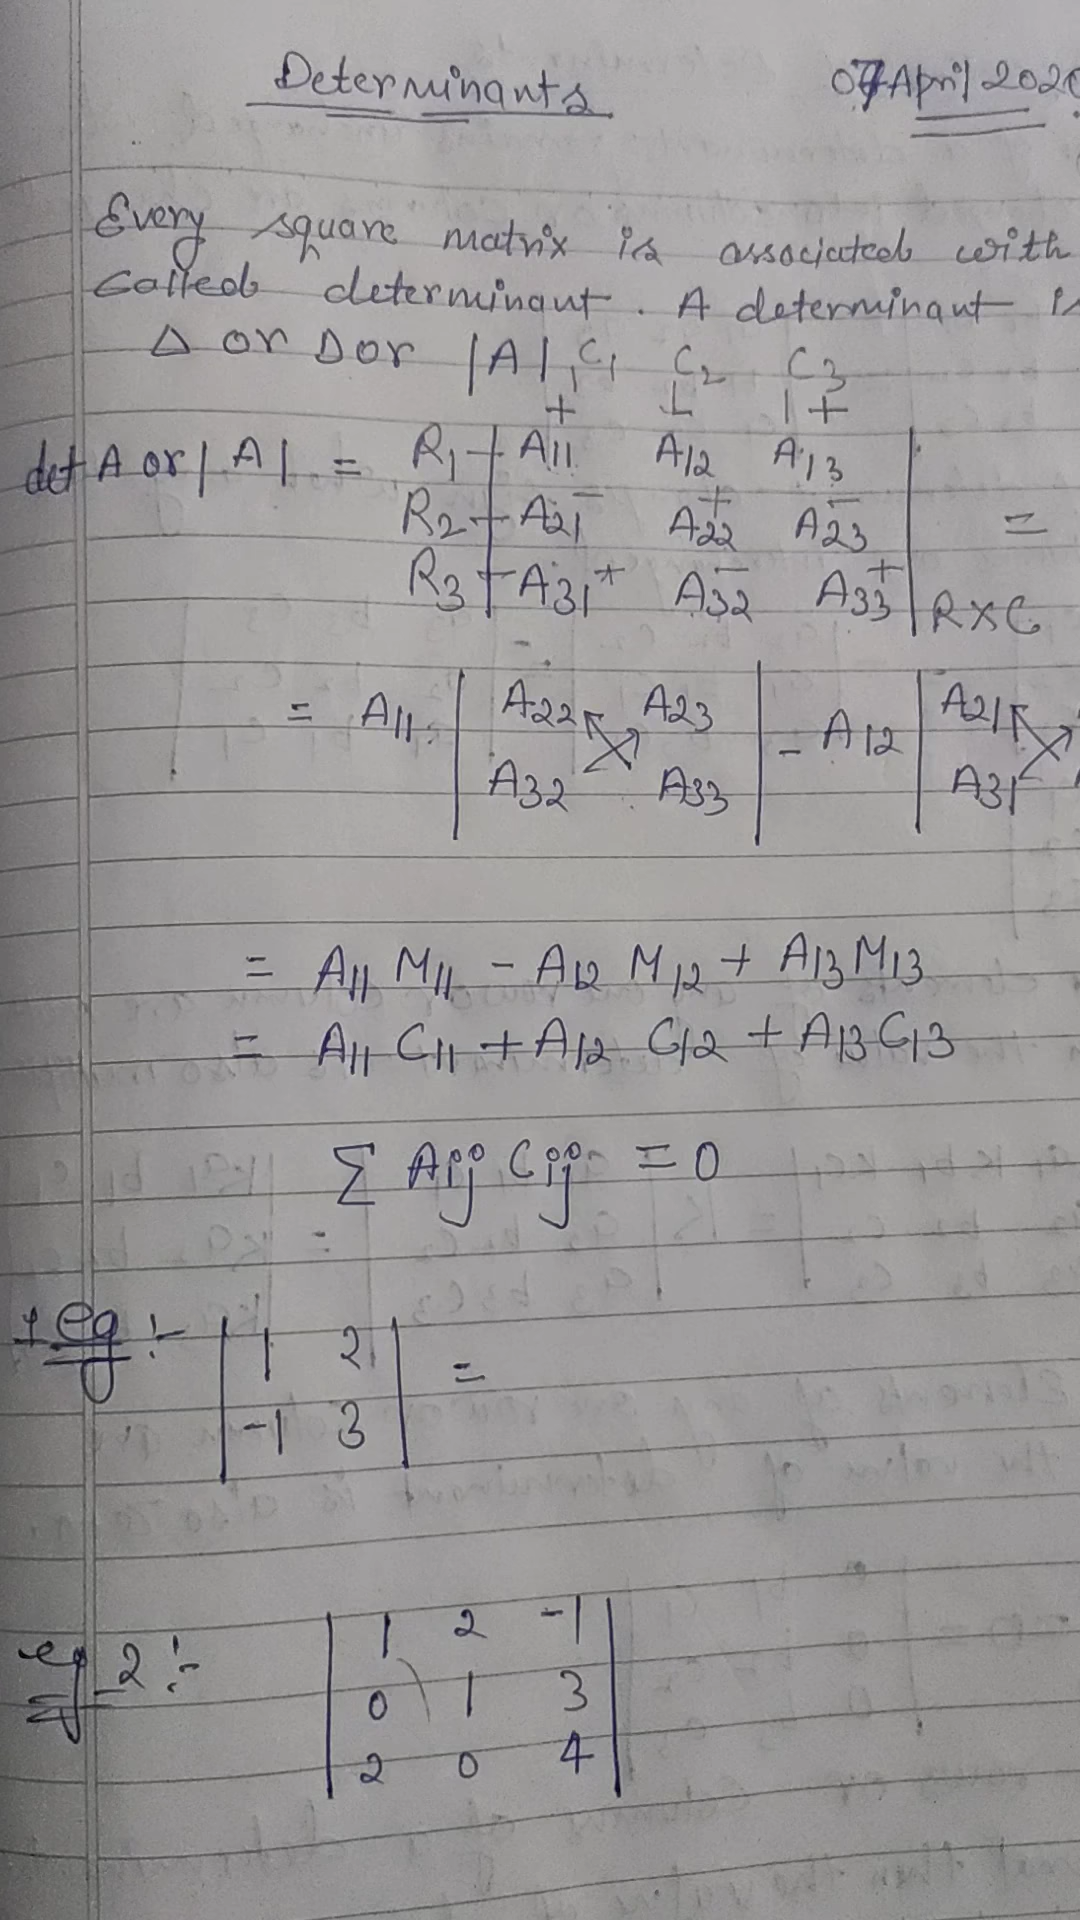 Determinants 07 April 202
Every square matrix is associated with
called determinant. A determinant is
Δ or D or |A|, C1 C2 C3
+ - +
det A or |A| = R1 A11 A12 A13
R2 A21 - A22 + A23 - =
R3 A31 + A32 - A33 + R×C
= A11 | A22 A23 | - A12 | A21
A32 A33 A31
= A11 M11 - A12 M12 + A13 M13
= A11 C11 + A12 C12 + A13 C13
Σ Aij Cij = 0
1 eg :- | 1 2 | =
| -1 3 |
eg 2 :- | 1 2 -1 |
| 0 1 3 |
| 2 0 4 |